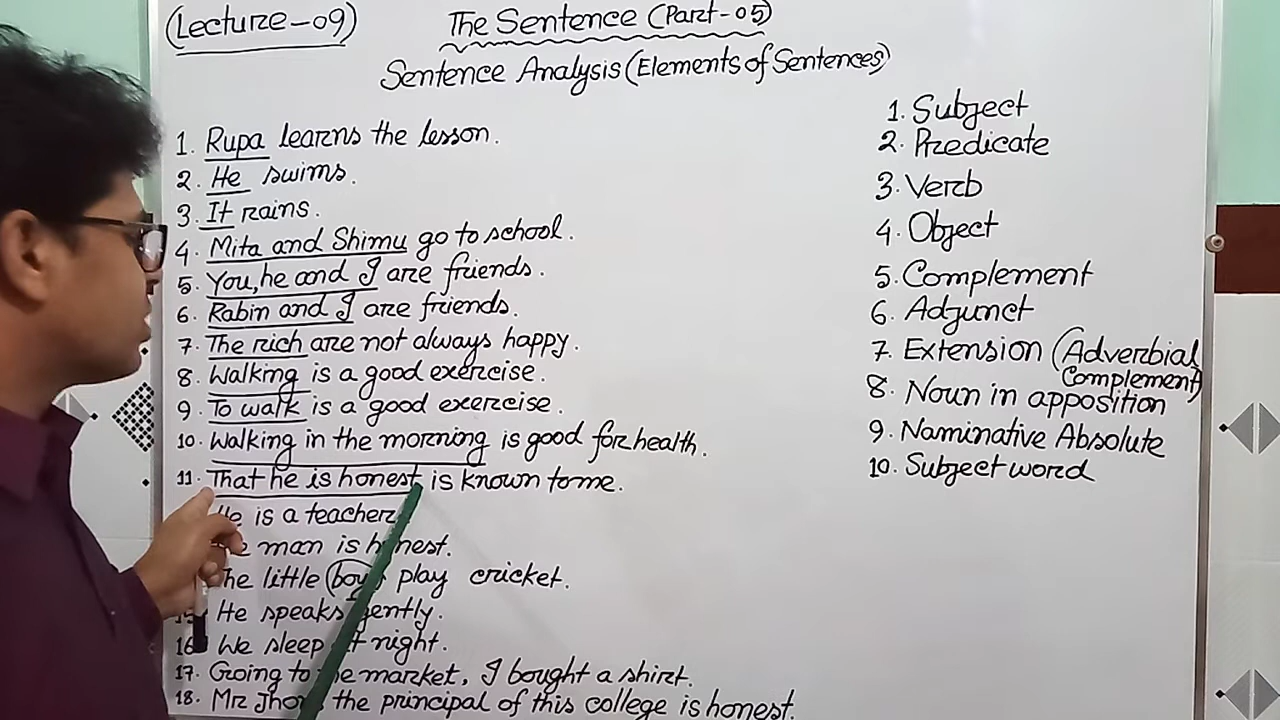 (Lecture-09)
The Sentence (Part-05)
Sentence Analysis (Elements of Sentences)
1. Rupa learns the lesson.
2. He swims.
3. It rains.
4. Mita and Shimu go to school.
5. You, he and I are friends.
6. Rabin and I are friends.
7. The rich are not always happy.
8. Walking is a good exercise.
9. To walk is a good exercise.
10. Walking in the morning is good for health.
11. That he is honest is known to me.
He is a teacher.
man is honest.
The little boys play cricket.
15. He speaks gently.
16. We sleep at night.
17. Going to the market, I bought a shirt.
18. Mr Jhon, the principal of this college is honest.
1. Subject
2. Predicate
3. Verb
4. Object
5. Complement
6. Adjunct
7. Extension (Adverbial
Complement)
8. Noun in apposition
9. Naminative Absolute
10. Subject word